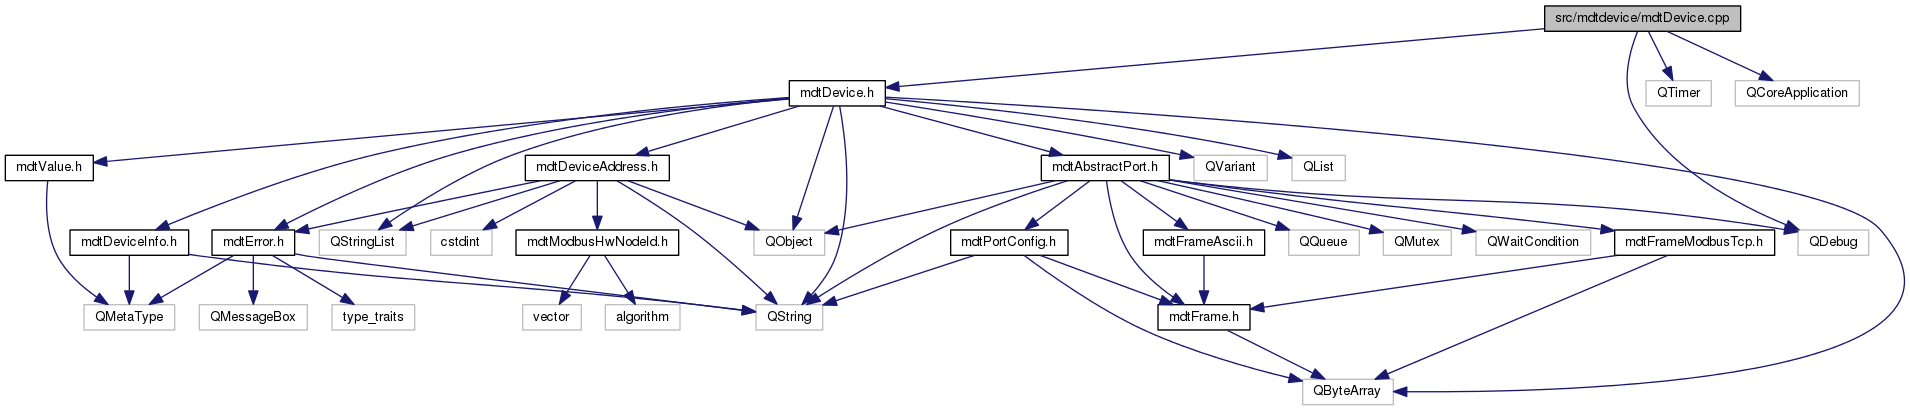 src/mdtdevice/mdtDevice.cpp
mdtDevice.h
QTimer
QCoreApplication
mdtValue.h
mdtDeviceAddress.h
mdtAbstractPort.h
QVariant
QList
mdtDeviceInfo.h
mdtError.h
QStringList
cstdint
mdtModbusHwNodeId.h
QObject
mdtPortConfig.h
mdtFrameAscii.h
QQueue
QMutex
QWaitCondition
mdtFrameModbusTcp.h
QDebug
QMetaType
QMessageBox
type_traits
vector
algorithm
QString
mdtFrame.h
QByteArray